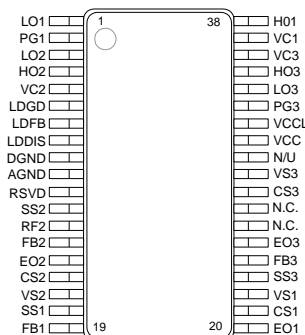 LO1
PG1
LO2
HO2
VC2
LDGD
LDFB
LDDIS
DGND
AGND
RSVD
SS2
RF2
FB2
EO2
CS2
VS2
SS1
FB1
1
38
19
20
H01
VC1
VC3
HO3
LO3
PG3
VCCL
VCC
N/U
VS3
CS3
N.C.
N.C.
EO3
FB3
SS3
VS1
CS1
EO1